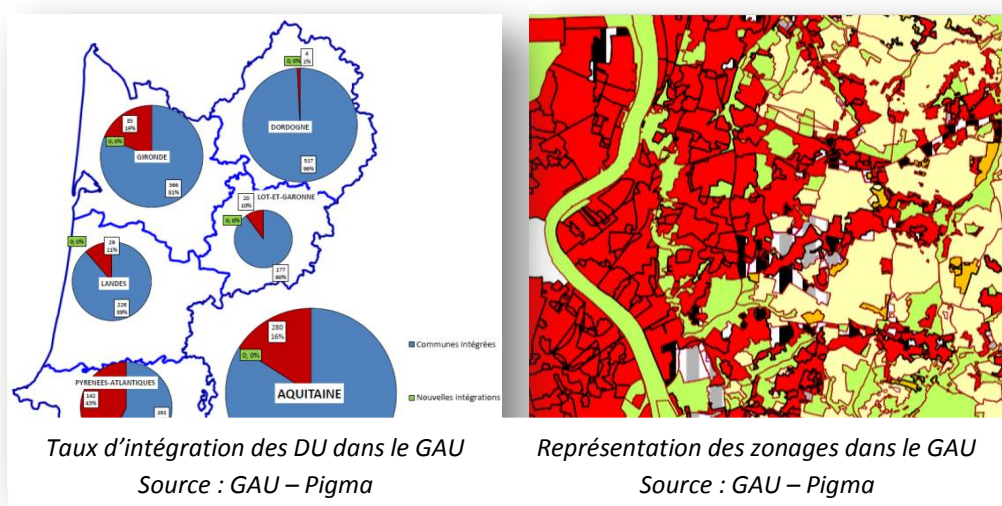 4
1%
0; 0%
DORDOGNE
537
99%
85
19%
0; 0%
GIRONDE
366
81%
20
10%
LOT-ET-GARONNE
0; 0%
177
90%
0; 0%
29
11%
LANDES
226
89%
280
16%
0; 0%
AQUITAINE
Communes intégrées
Nouvelles intégrations
PYRENEES-ATLANTIQUES
142
43%
191
Taux d’intégration des DU dans le GAU
Source : GAU – Pigma
Représentation des zonages dans le GAU
Source : GAU – Pigma